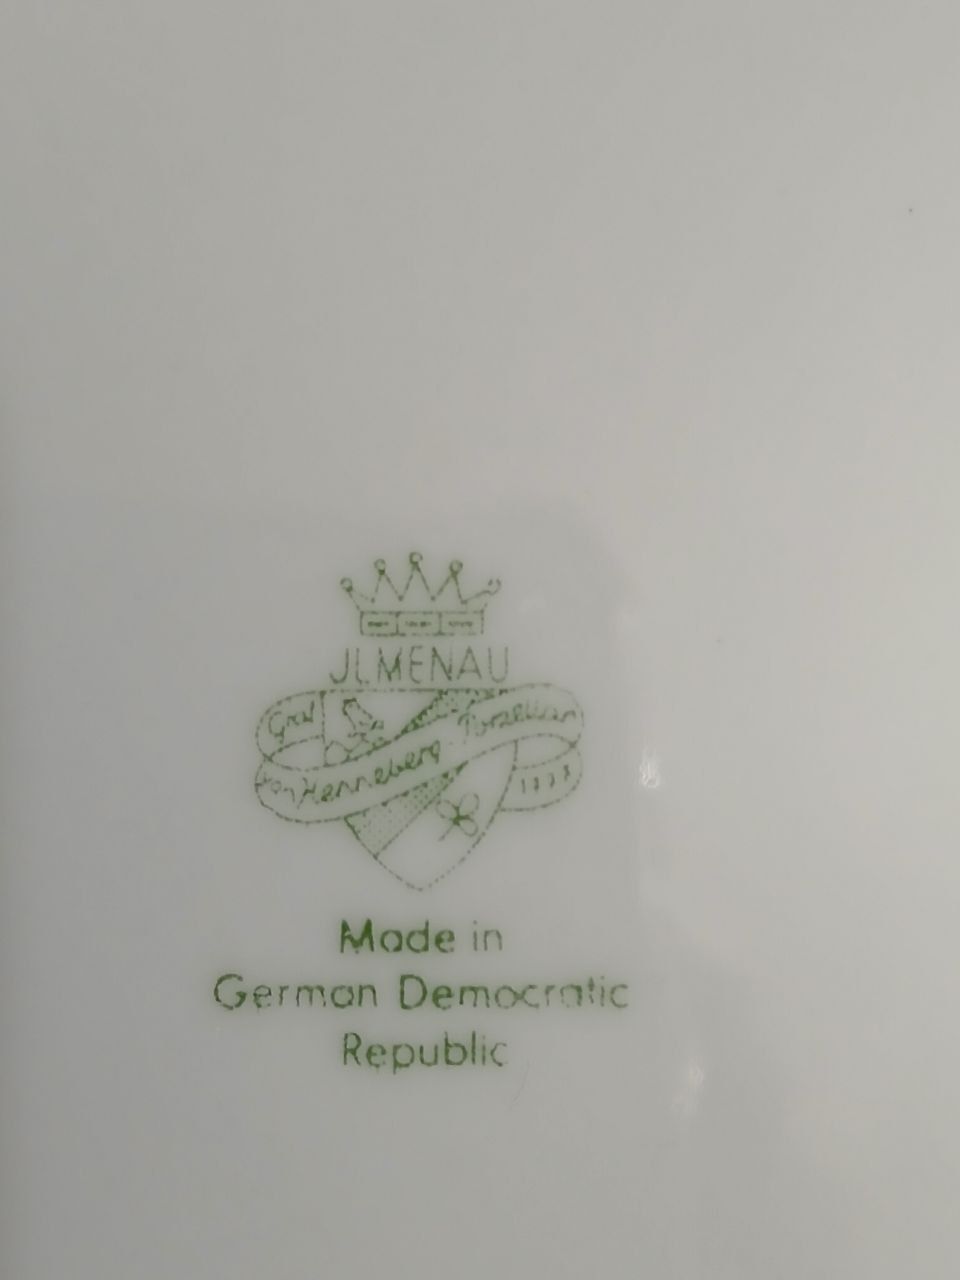 JLMENAU
Graf
von Henneberg Porzellan
1777
Made in
German Democratic
Republic